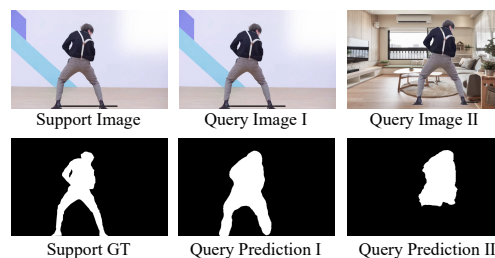 Support Image
Query Image I
Query Image II
Support GT
Query Prediction I
Query Prediction II